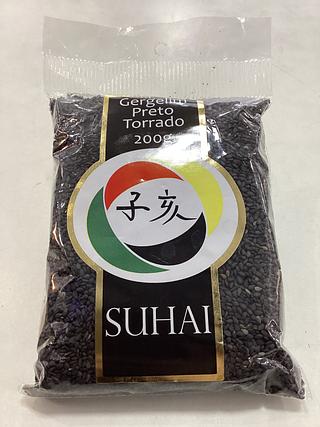 Gergelim
Preto
Torrado
200g
子亥
SUHAI